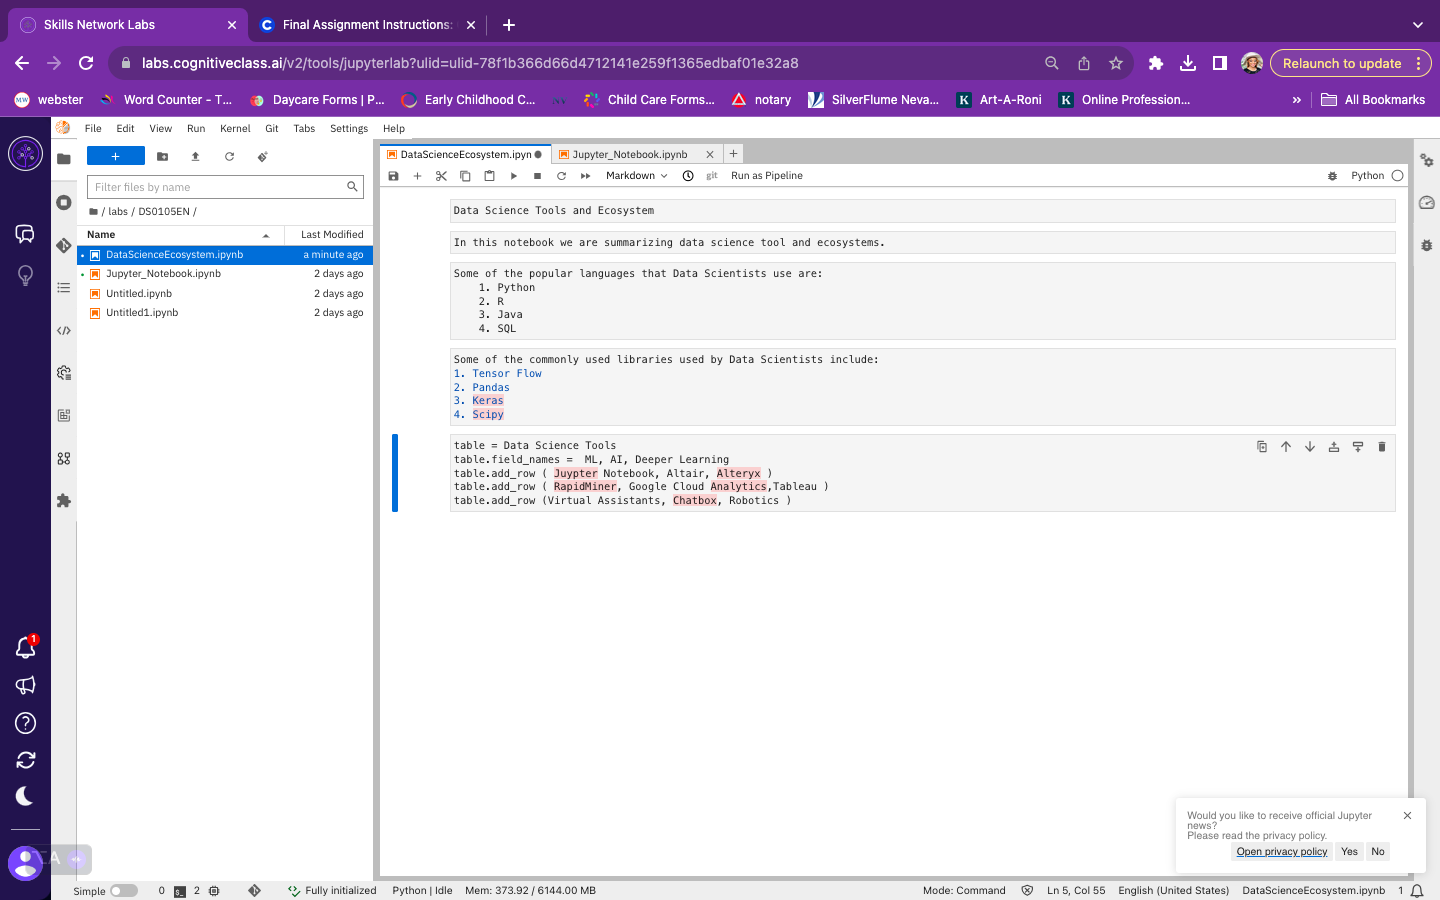 Skills Network Labs
Final Assignment Instructions:
labs.cognitiveclass.ai/v2/tools/jupyterlab?ulid=ulid-78f1b366d66d4712141e259f1365edbaf01e32a8
Relaunch to update
webster
Word Counter - T...
Daycare Forms | P...
Early Childhood C...
Child Care Forms...
notary
SilverFlume Neva...
Art-A-Roni
Online Profession...
»
All Bookmarks
File Edit View Run Kernel Git Tabs Settings Help
DataScienceEcosystem.ipyn
Jupyter_Notebook.ipynb
Markdown
git
Run as Pipeline
Python
Filter files by name
/ labs / DS0105EN /
Name
Last Modified
DataScienceEcosystem.ipynb a minute ago
Jupyter_Notebook.ipynb 2 days ago
Untitled.ipynb 2 days ago
Untitled1.ipynb 2 days ago
Data Science Tools and Ecosystem
In this notebook we are summarizing data science tool and ecosystems.
Some of the popular languages that Data Scientists use are:
1. Python
2. R
3. Java
4. SQL
Some of the commonly used libraries used by Data Scientists include:
1. Tensor Flow
2. Pandas
3. Keras
4. Scipy
table = Data Science Tools
table.field_names =  ML, AI, Deeper Learning
table.add_row ( Juypter Notebook, Altair, Alteryx )
table.add_row ( RapidMiner, Google Cloud Analytics,Tableau )
table.add_row (Virtual Assistants, Chatbox, Robotics )
1
Would you like to receive official Jupyter
news?
Please read the privacy policy.
Open privacy policy Yes No
Simple 0 2 Fully initialized Python | Idle Mem: 373.92 / 6144.00 MB
Mode: Command Ln 5, Col 55 English (United States) DataScienceEcosystem.ipynb 1